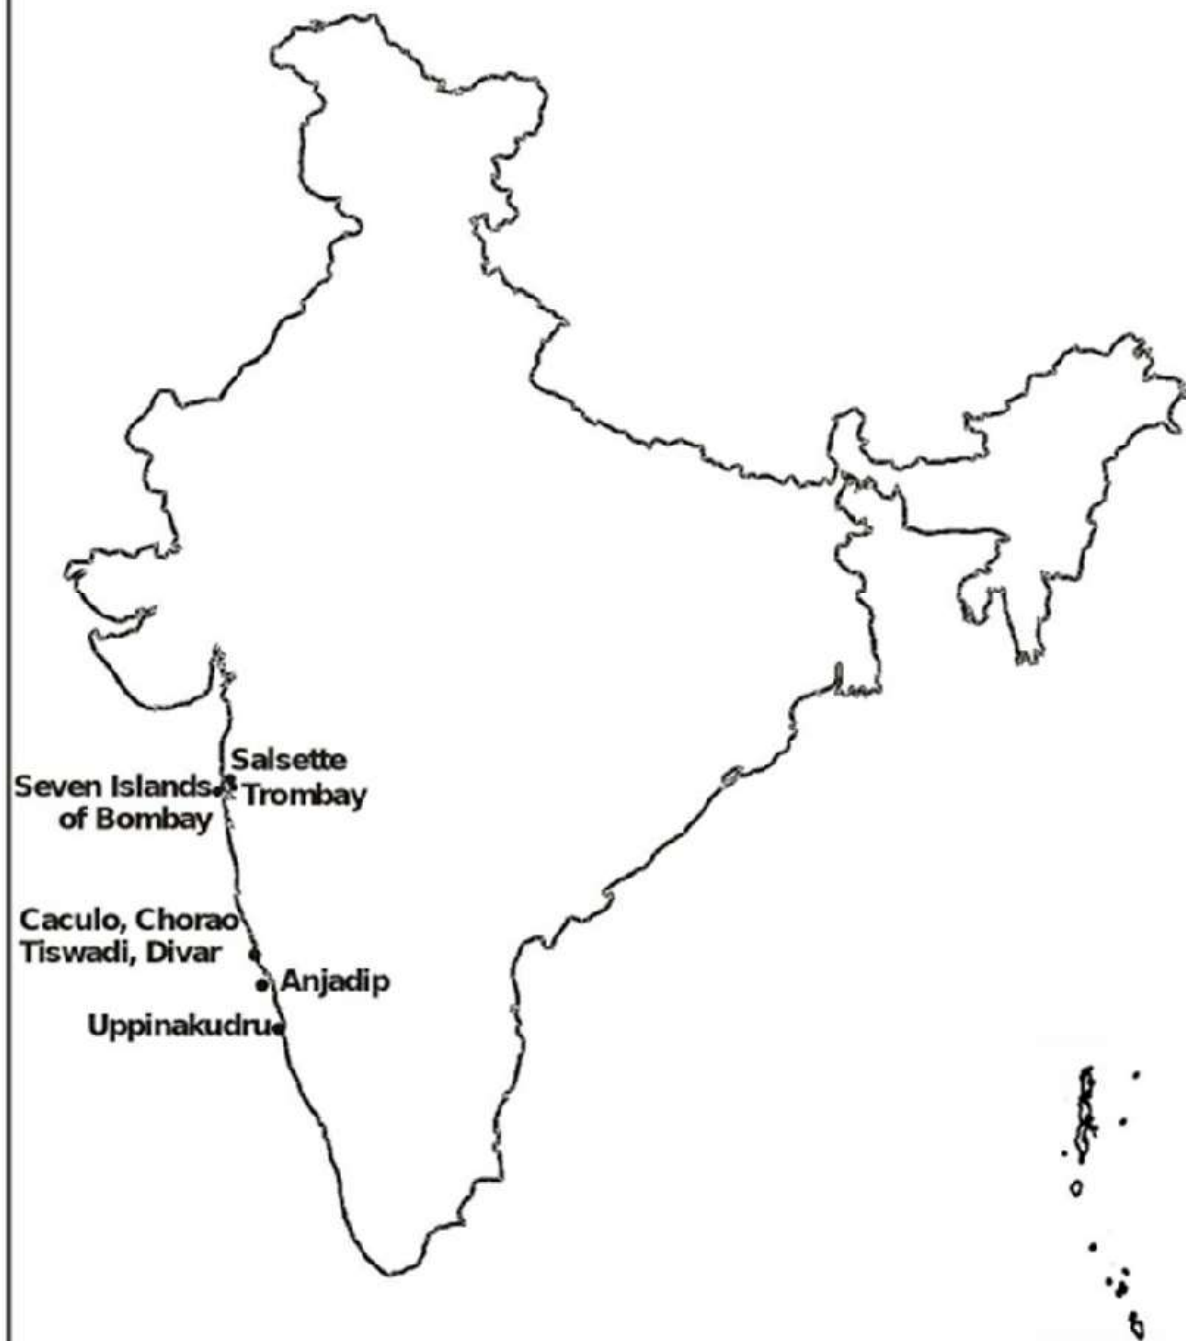 Salsette
Seven Islands
Trombay
of Bombay
Caculo, Chorao
Tiswadi, Divar
Anjadip
Uppinakudru